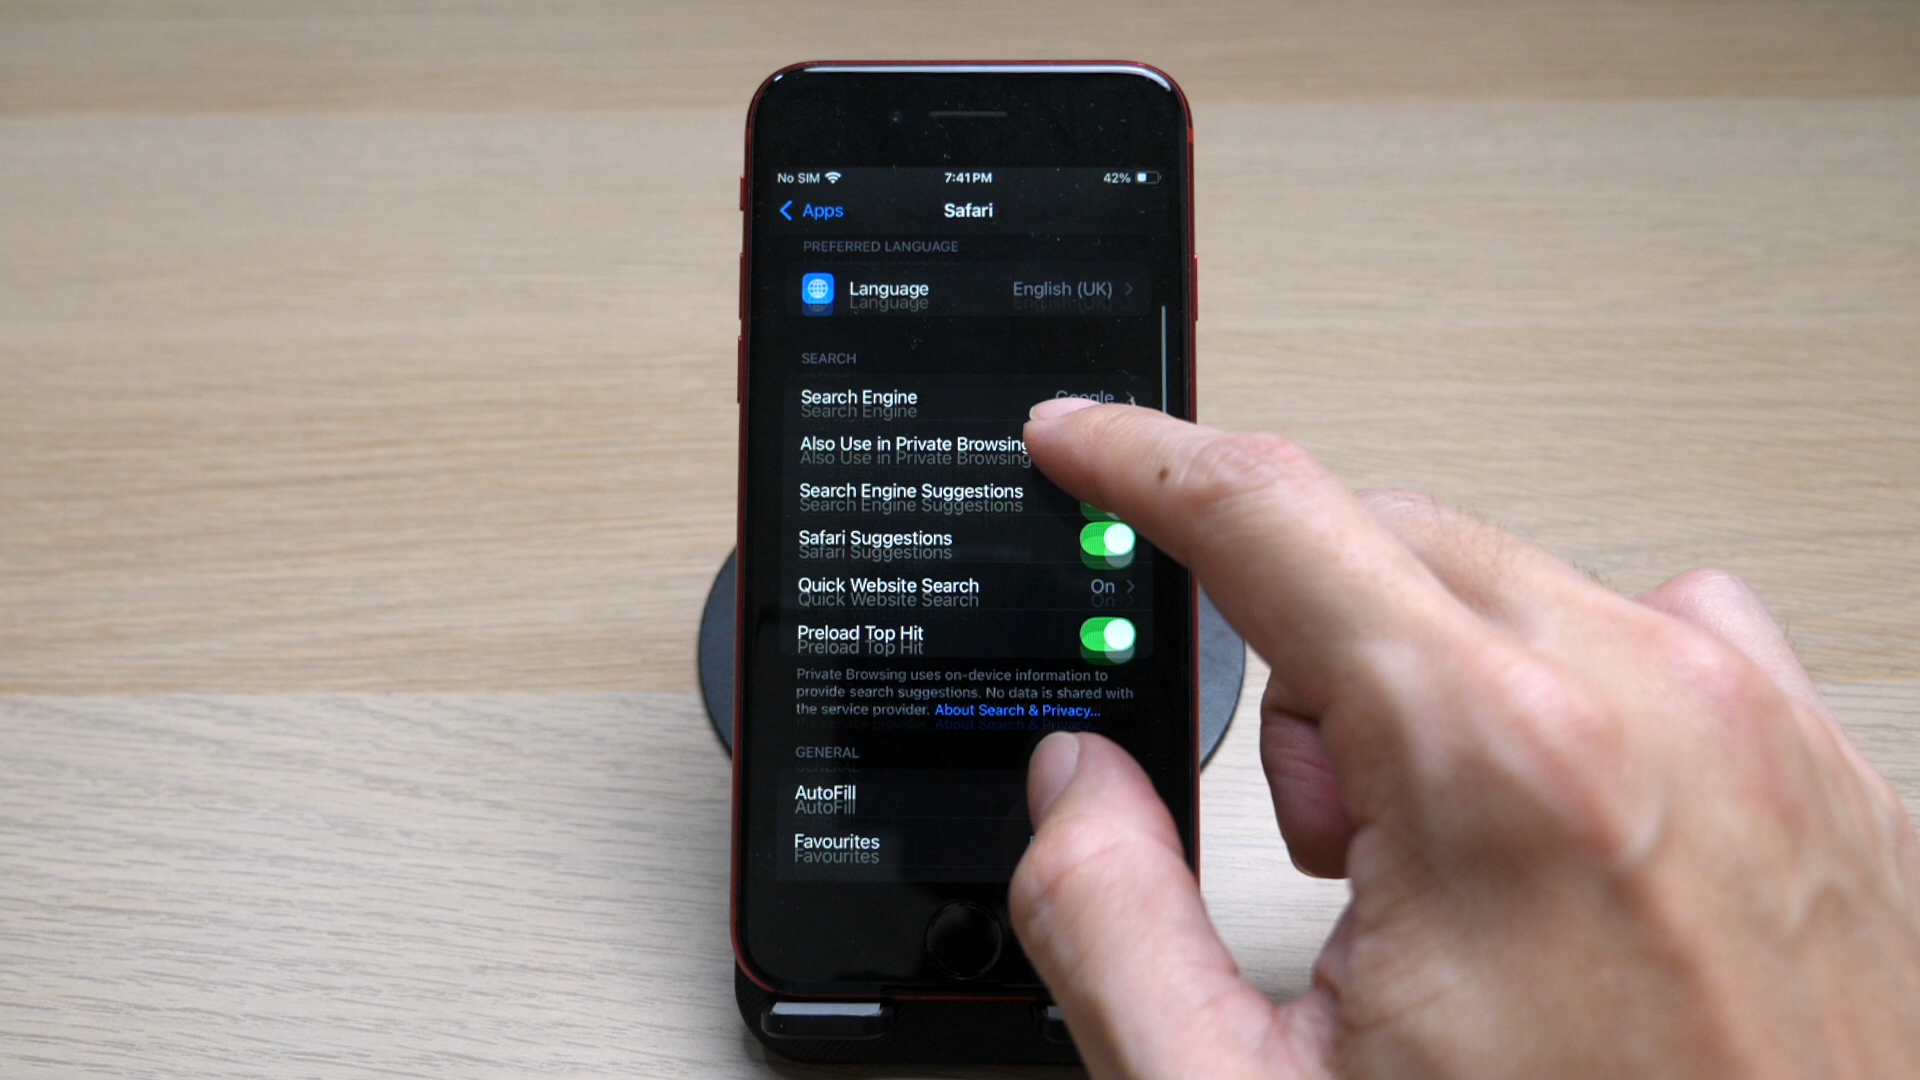 No SIM 7:41 PM 42%
Apps Safari
PREFERRED LANGUAGE
Language English (UK)
SEARCH
Search Engine Google
Also Use in Private Browsing
Search Engine Suggestions
Safari Suggestions
Quick Website Search On
Preload Top Hit
Private Browsing uses on-device information to
provide search suggestions. No data is shared with
the service provider. About Search & Privacy...
GENERAL
AutoFill
Favourites